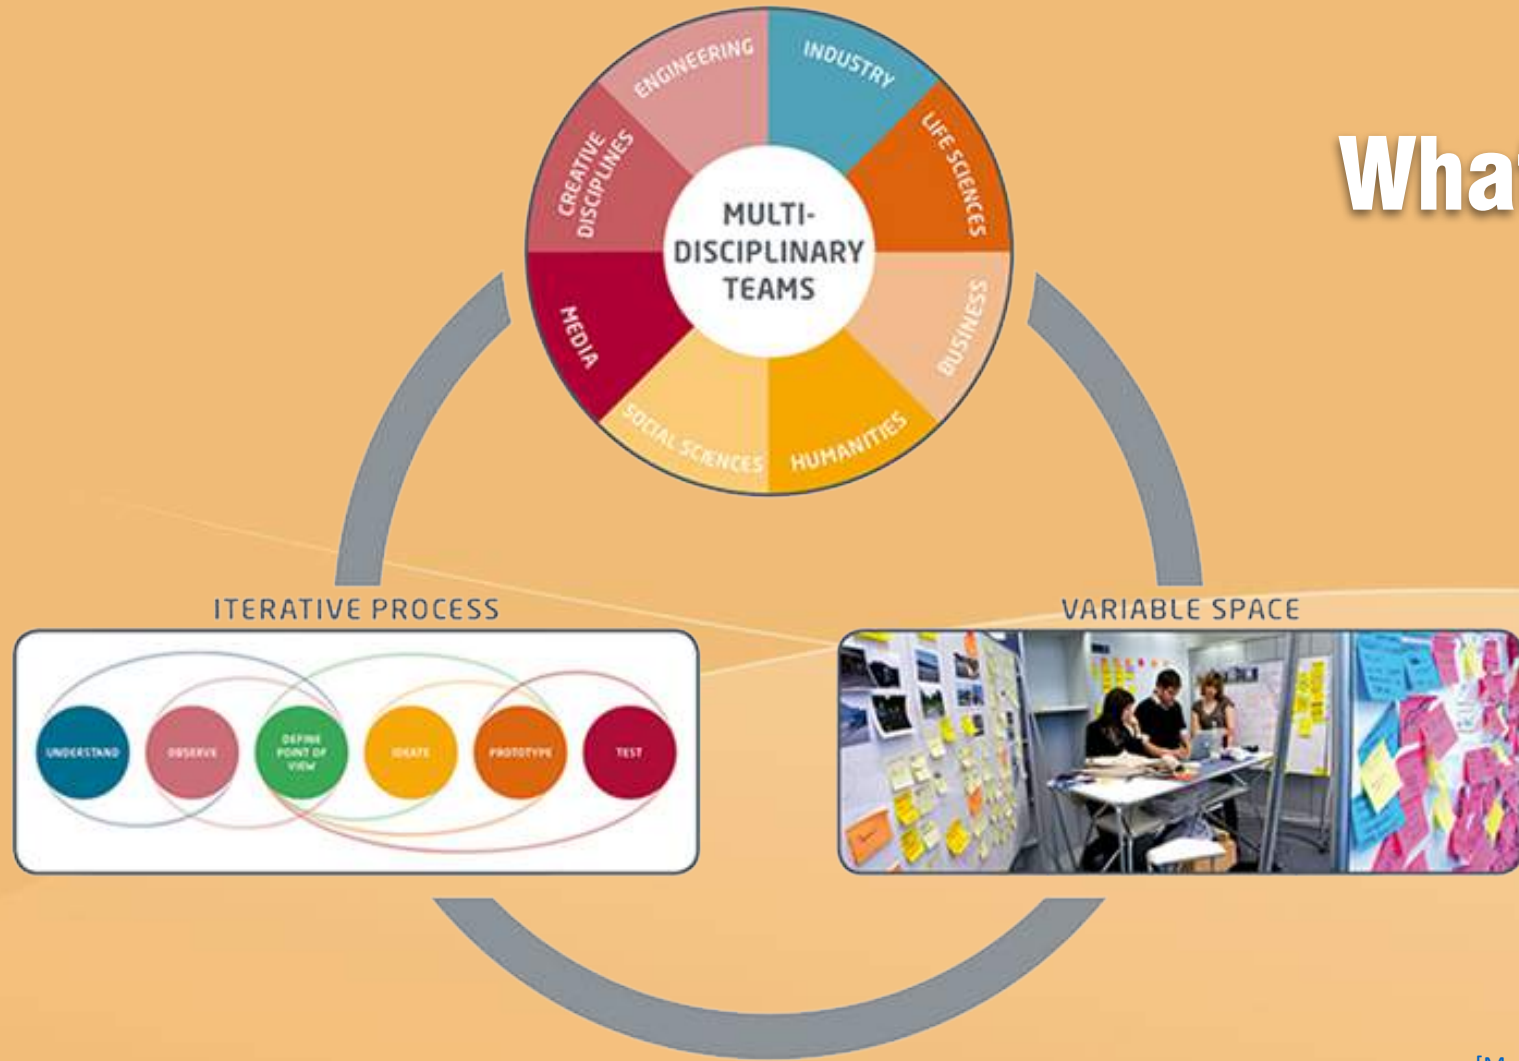 What
ENGINEERING
INDUSTRY
CREATIVE
DISCIPLINES
LIFE SCIENCES
MULTI-
DISCIPLINARY
TEAMS
MEDIA
BUSINESS
SOCIAL SCIENCES
HUMANITIES
ITERATIVE PROCESS
VARIABLE SPACE
UNDERSTAND
OBSERVE
DEFINE
POINT OF
VIEW
IDEATE
PROTOTYPE
TEST